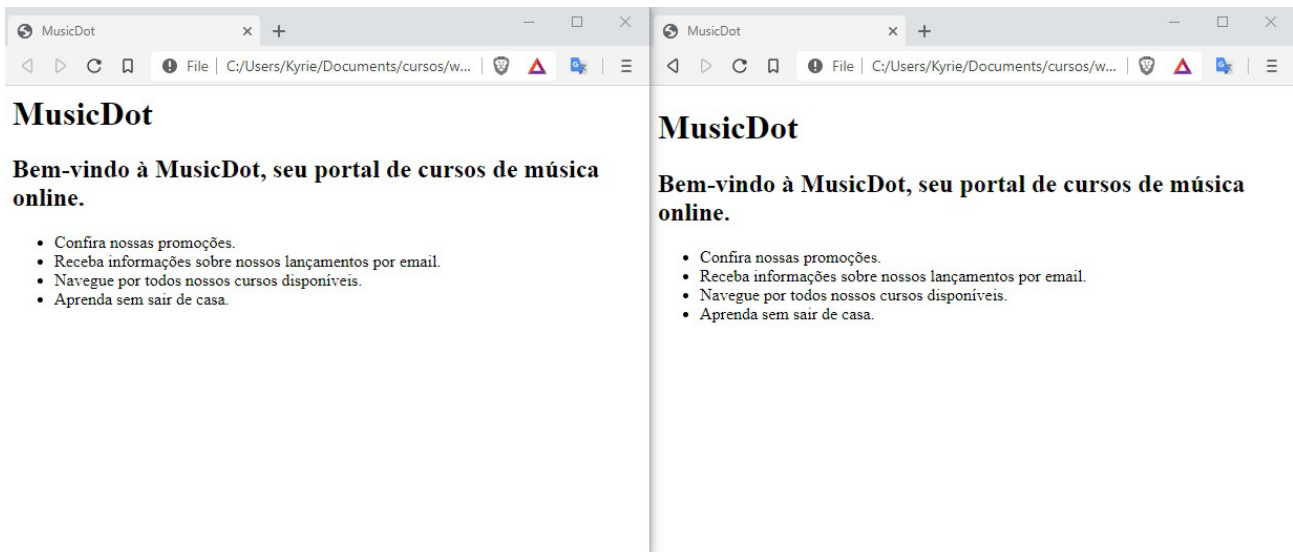 MusicDot
File | C:/Users/Kyrie/Documents/cursos/w...
MusicDot
Bem-vindo à MusicDot, seu portal de cursos de música
online.
Confira nossas promoções.
Receba informações sobre nossos lançamentos por email.
Navegue por todos nossos cursos disponíveis.
Aprenda sem sair de casa.
MusicDot
File | C:/Users/Kyrie/Documents/cursos/w...
MusicDot
Bem-vindo à MusicDot, seu portal de cursos de música
online.
Confira nossas promoções.
Receba informações sobre nossos lançamentos por email.
Navegue por todos nossos cursos disponíveis.
Aprenda sem sair de casa.